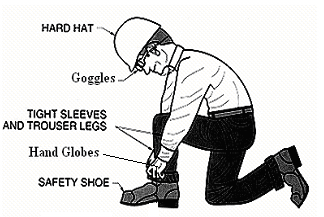 HARD HAT
Goggles
TIGHT SLEEVES
AND TROUSER LEGS
Hand Globes
SAFETY SHOE